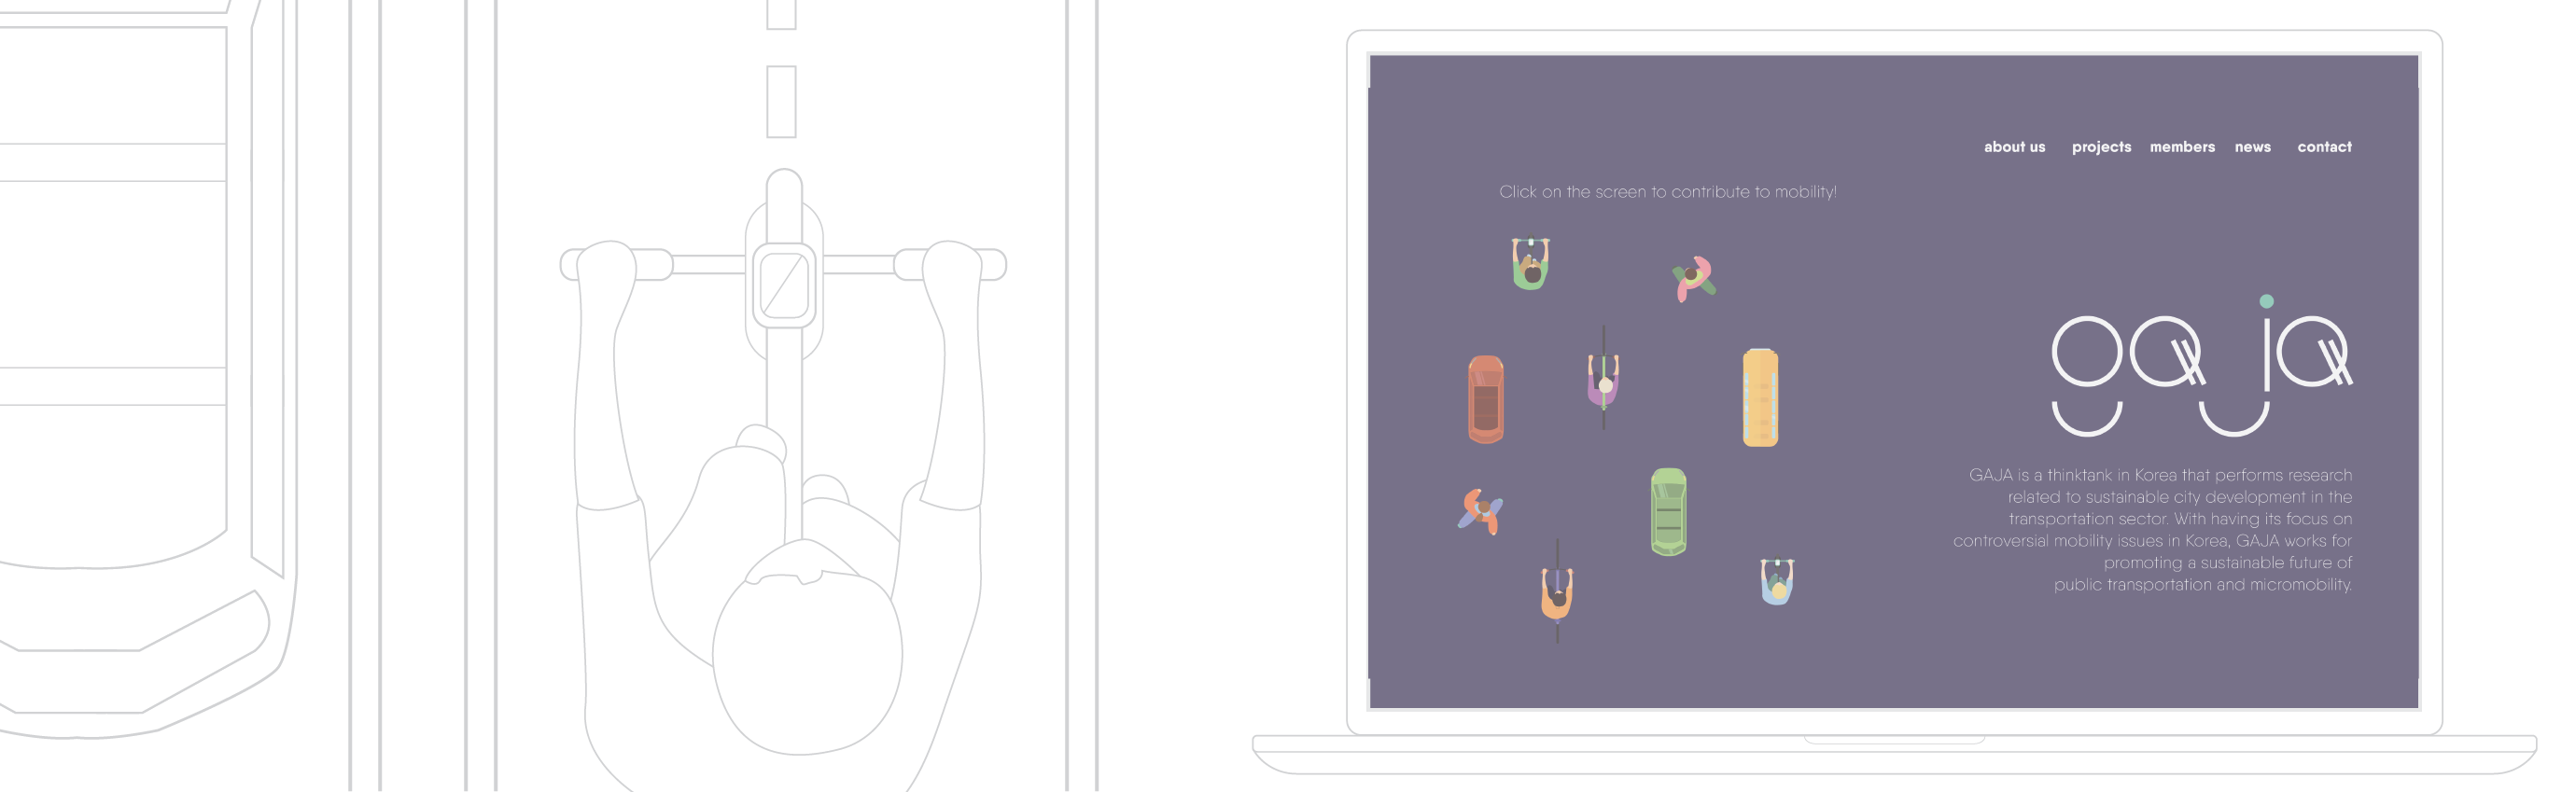 about us projects members news contact
Click on the screen to contribute to mobility!
gaja
GAJA is a thinktank in Korea that performs research
related to sustainable city development in the
transportation sector. With having its focus on
controversial mobility issues in Korea, GAJA works for
promoting a sustainable future of
public transportation and micromobility.